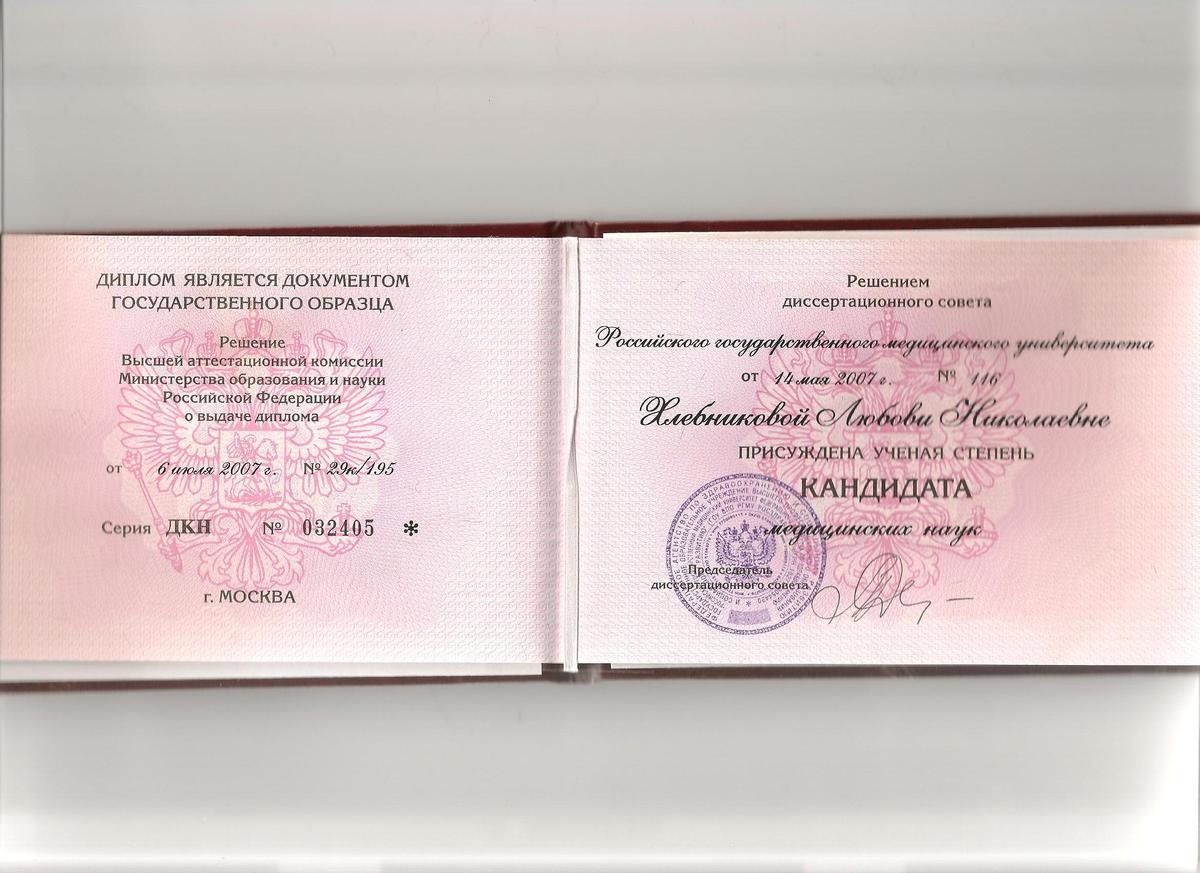 ДИПЛОМ ЯВЛЯЕТСЯ ДОКУМЕНТОМ
ГОСУДАРСТВЕННОГО ОБРАЗЦА
Решение
Высшей аттестационной комиссии
Министерства образования и науки
Российской Федерации
о выдаче диплома
от 6 июля 2007 г. № 29к/195
Серия ДКН № 032405 *
г. МОСКВА
Решением
диссертационного совета
Российского государственного медицинского университета
от 14 мая 2007 г. № 116
Хлебниковой Любови Николаевне
ПРИСУЖДЕНА УЧЕНАЯ СТЕПЕНЬ
КАНДИДАТА
медицинских наук
Председатель
диссертационного совета